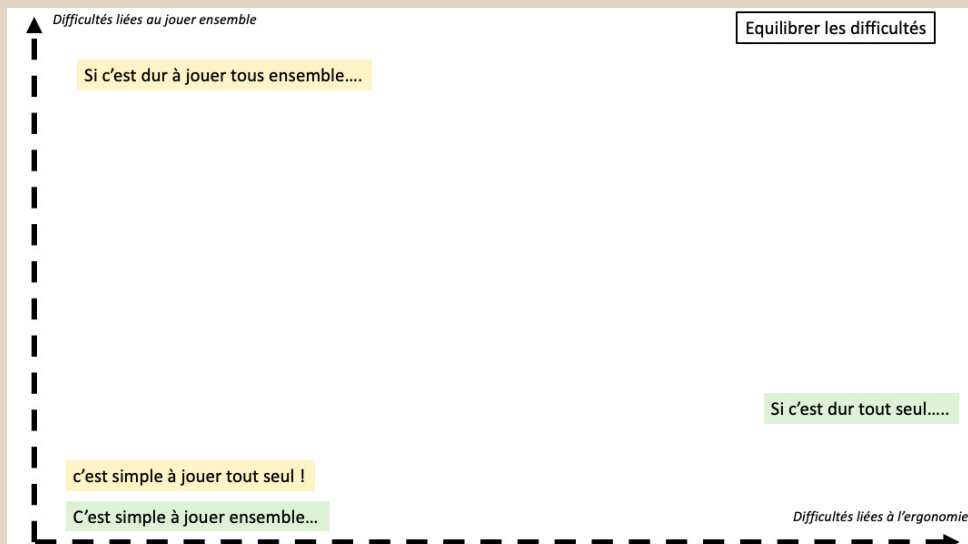 Difficultés liées au jouer ensemble
Equilibrer les difficultés
Si c’est dur à jouer tous ensemble….
Si c’est dur tout seul…..
c’est simple à jouer tout seul !
C’est simple à jouer ensemble…
Difficultés liées à l’ergonomie